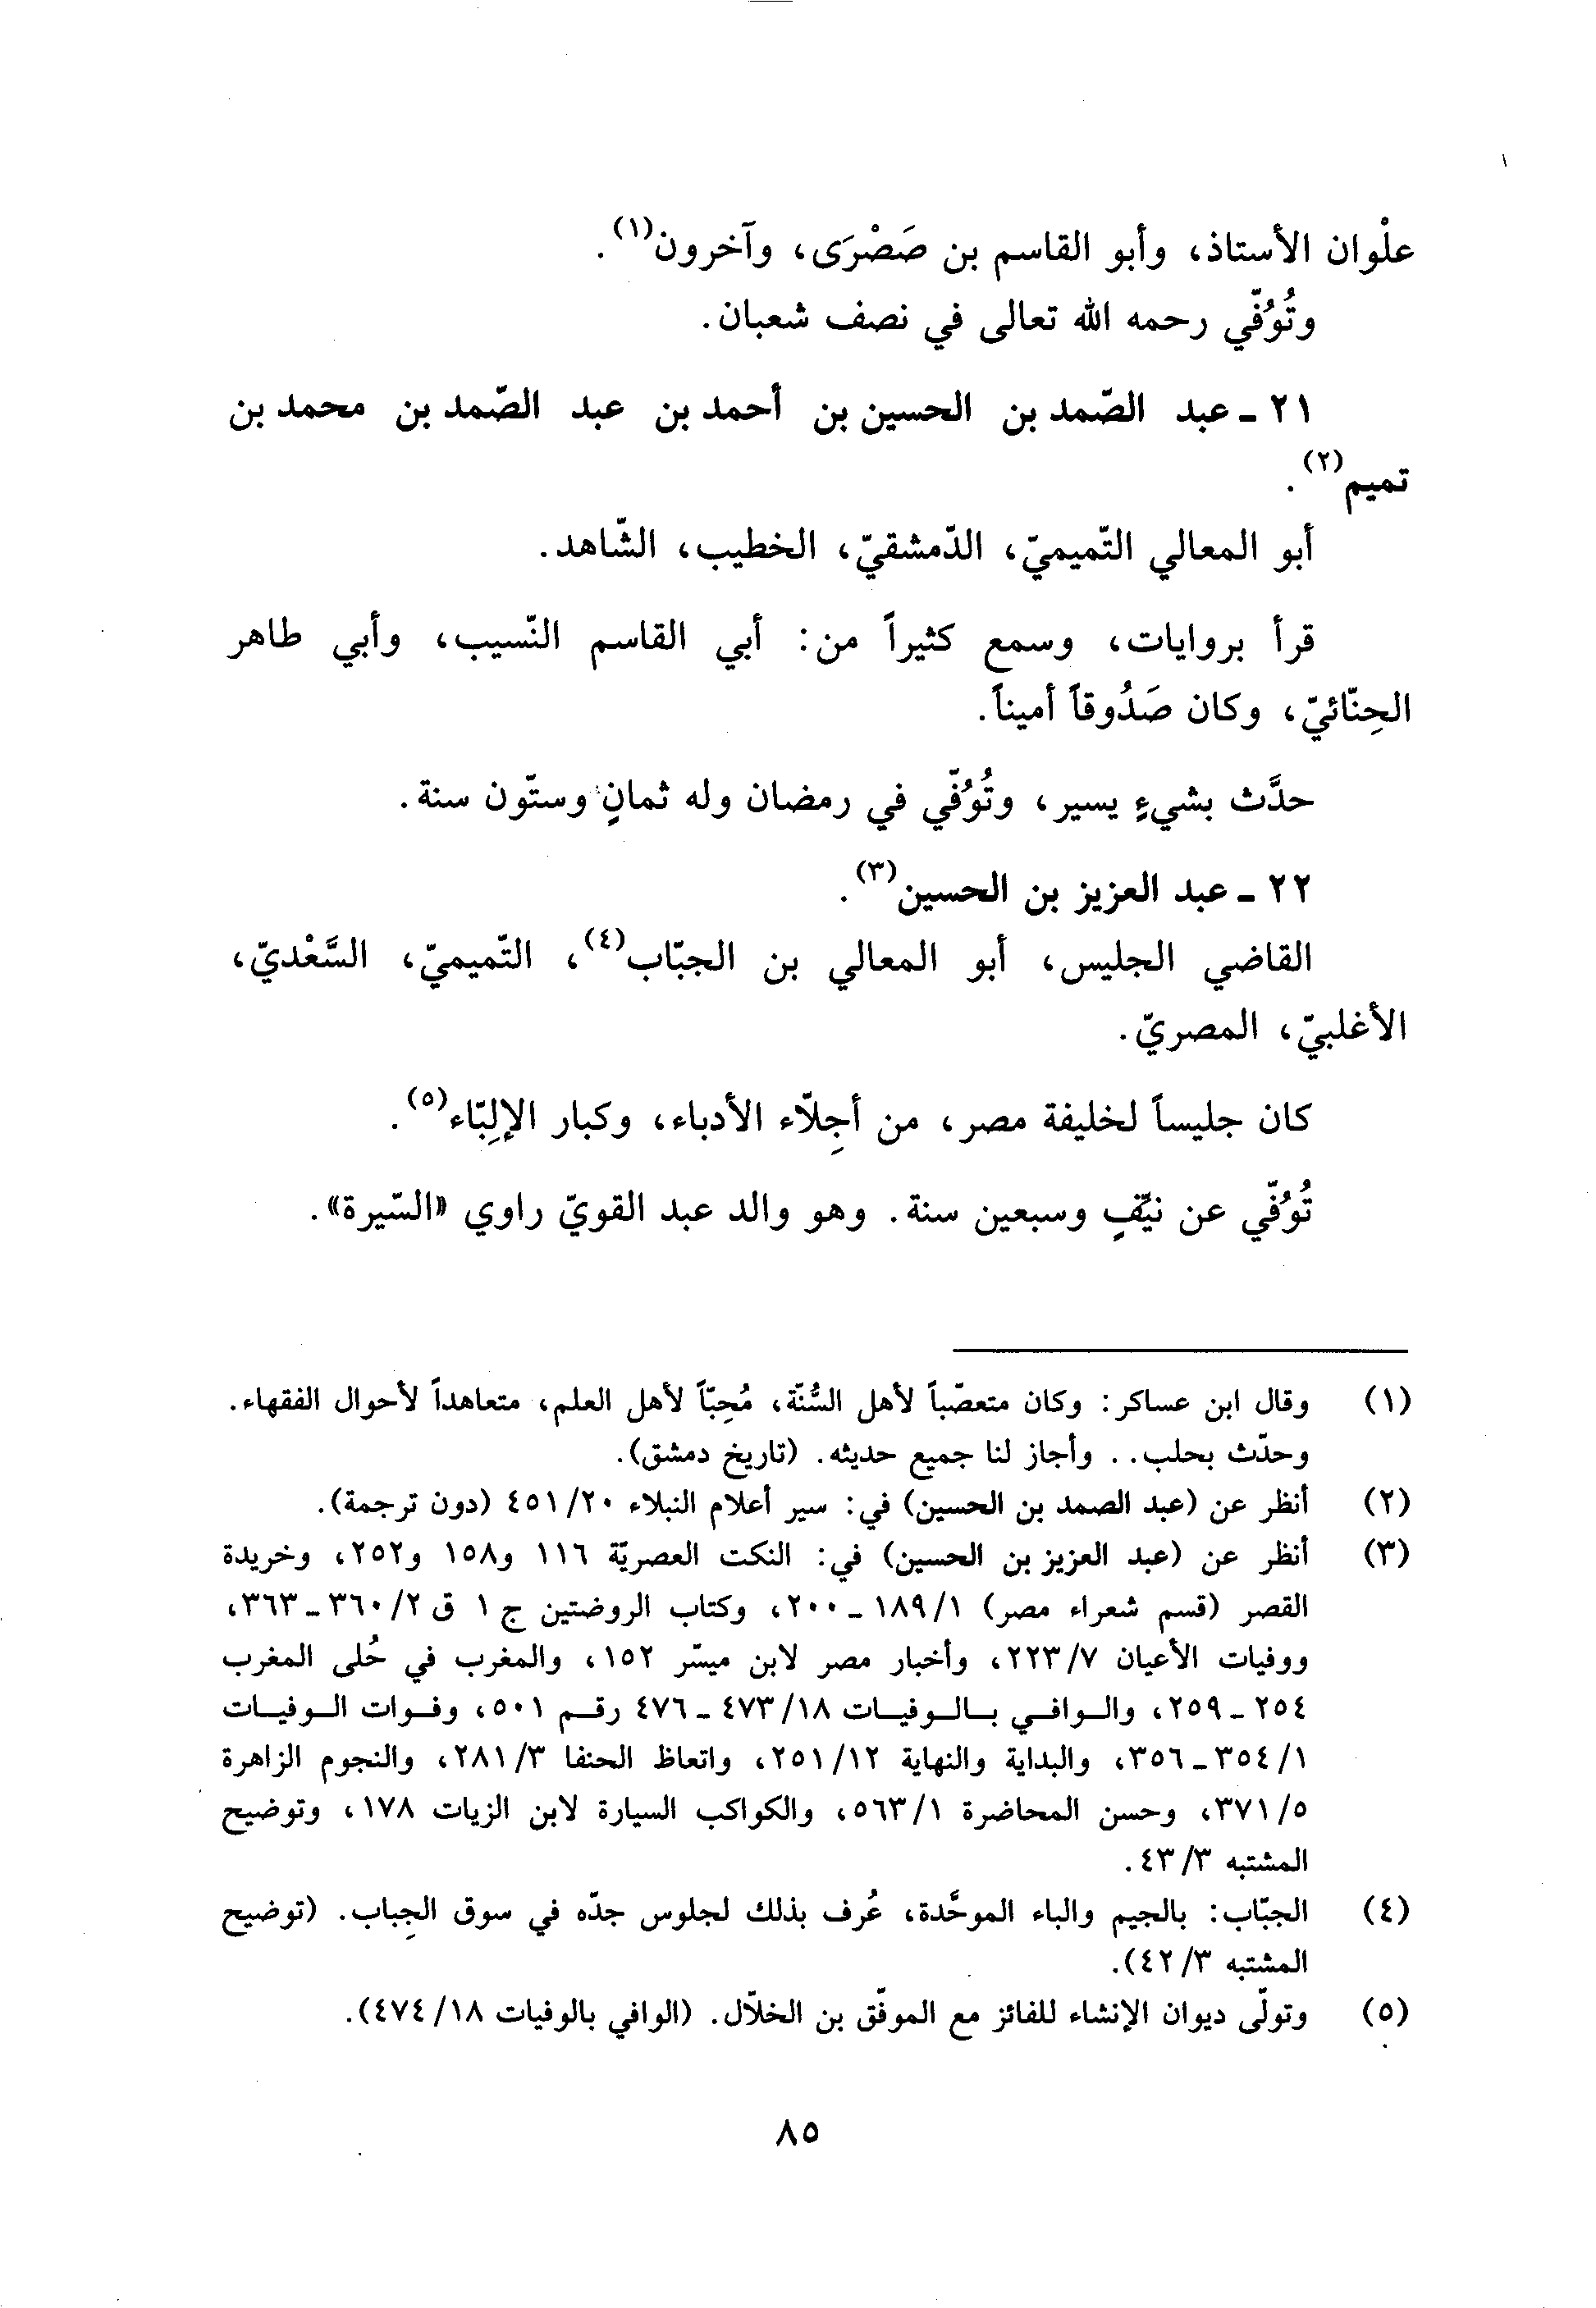 علْوان الأستاذ، وأبو القاسم بن صَصْرَى، وآخرون(١).
وتُوُفّي رحمه الله تعالى في نصف شعبان.
٢١ ـ عبد الصّمد بن الحسين بن أحمد بن عبد الصّمد بن محمد بن
تميم(٢).
أبو المعالي التّميميّ، الدّمشقيّ، الخطيب، الشّاهد.
قرأ بروايات، وسمع كثيراً من: أبي القاسم النّسيب، وأبي طاهر
الحِنّائيّ، وكان صَدُوقاً أميناً.
حدَّث بشيءٍ يسير، وتُوُفّي في رمضان وله ثمانٍ وستّون سنة.
٢٢ ـ عبد العزيز بن الحسين(٣).
القاضي الجليس، أبو المعالي بن الجبّاب(٤)، التّميميّ، السَّعْديّ،
الأغلبيّ، المصريّ.
كان جليساً لخليفة مصر، من أجِلّاء الأدباء، وكبار الإلِبّاء(٥).
تُوُفّي عن نيّفٍ وسبعين سنة. وهو والد عبد القويّ راوي «السّيرة».
(١) وقال ابن عساكر: وكان متعصّباً لأهل السُّنّة، مُحِبّاً لأهل العلم، متعاهداً لأحوال الفقهاء.
وحدّث بحلب.. وأجاز لنا جميع حديثه. (تاريخ دمشق).
(٢) أنظر عن (عبد الصمد بن الحسين) في: سير أعلام النبلاء ٢٠/ ٤٥١ (دون ترجمة).
(٣) أنظر عن (عبد العزيز بن الحسين) في: النكت العصريّة ١١٦ و١٥٨ و٢٥٢، وخريدة
القصر (قسم شعراء مصر) ١/ ١٨٩ ـ ٢٠٠، وكتاب الروضتين ج ١ ق ٢/ ٣٦٠ ـ ٣٦٣،
ووفيات الأعيان ٧/ ٢٢٣، وأخبار مصر لابن ميسّر ١٥٢، والمغرب في حُلى المغرب
٢٥٤ ـ ٢٥٩، والوافي بالوفيات ١٨/ ٤٧٣ ـ ٤٧٦ رقم ٥٠١، وفوات الوفيات
١/ ٣٥٤ ـ ٣٥٦، والبداية والنهاية ١٢/ ٢٥١، واتعاظ الحنفا ٣/ ٢٨١، والنجوم الزاهرة
٥/ ٣٧١، وحسن المحاضرة ١/ ٥٦٣، والكواكب السيارة لابن الزيات ١٧٨، وتوضيح
المشتبه ٣/ ٤٣.
(٤) الجبّاب: بالجيم والباء الموحَّدة، عُرف بذلك لجلوس جدّه في سوق الجِباب. (توضيح
المشتبه ٣/ ٤٢).
(٥) وتولّى ديوان الإنشاء للفائز مع الموفّق بن الخلّال. (الوافي بالوفيات ١٨/ ٤٧٤).
٨٥